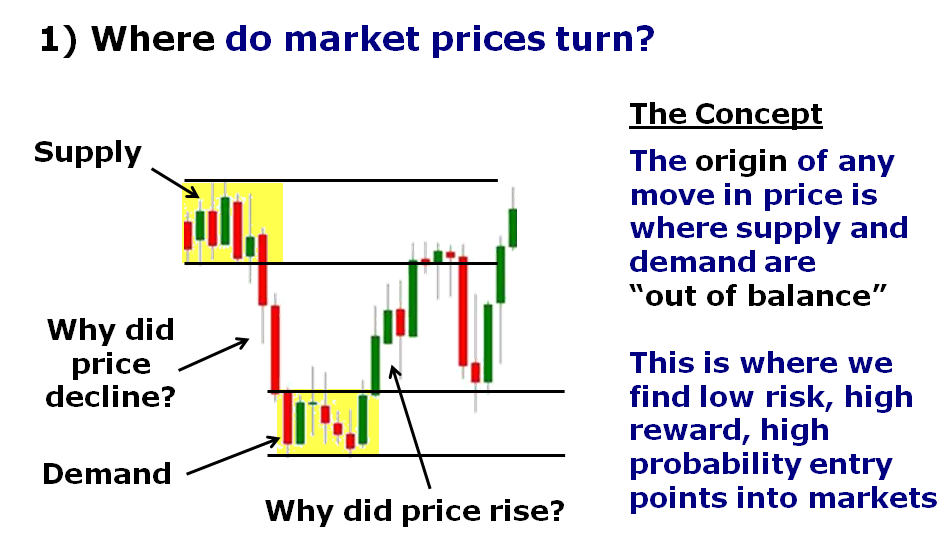 1) Where do market prices turn?
Supply
Why did
price
decline?
Demand
Why did price rise?
The Concept
The origin of any
move in price is
where supply and
demand are
“out of balance”
This is where we
find low risk, high
reward, high
probability entry
points into markets